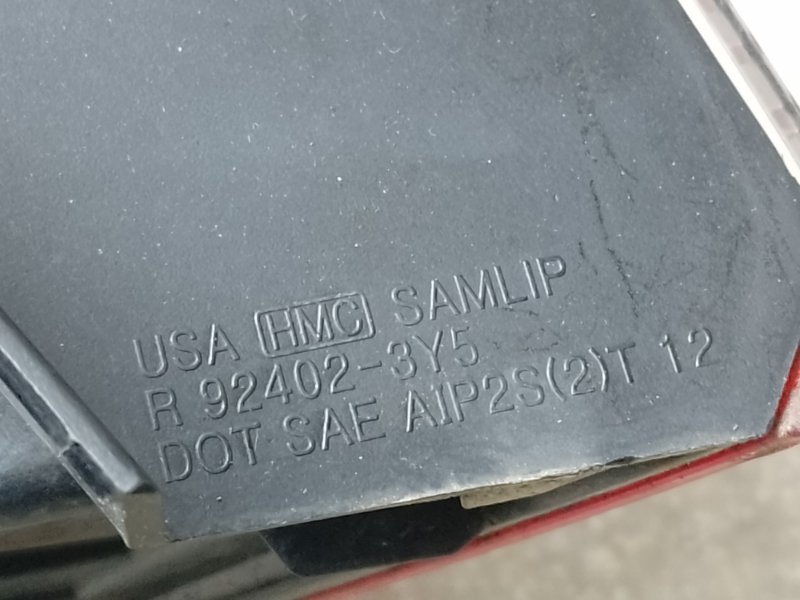 USA HMC SAMLIP
R 92402-3Y5
DOT SAE AIP2S(2)T 12